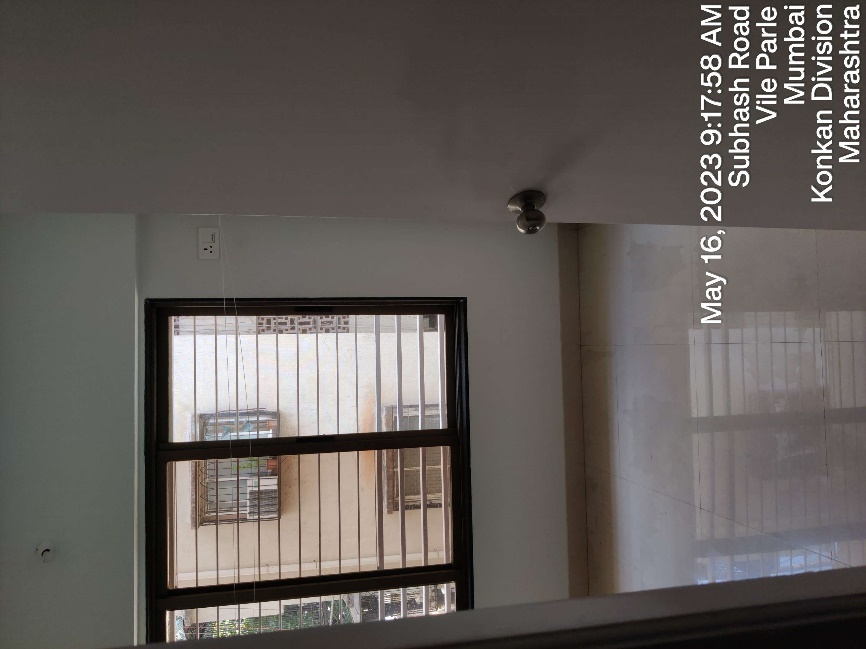 May 16, 2023 9:17:58 AM
Subhash Road
Vile Parle
Mumbai
Konkan Division
Maharashtra